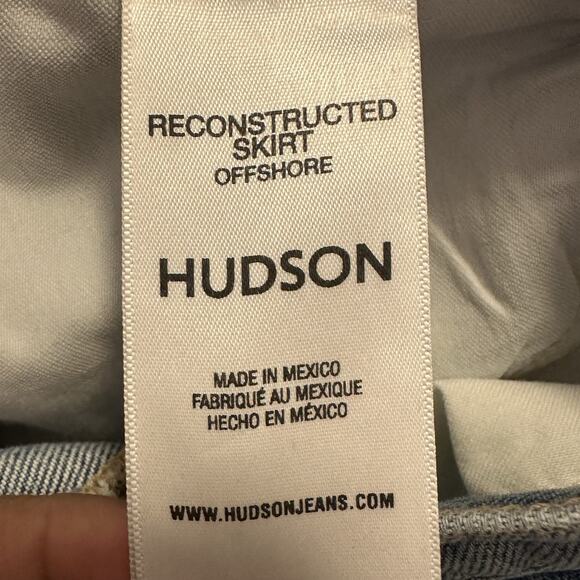 RECONSTRUCTED
SKIRT
OFFSHORE
HUDSON
MADE IN MEXICO
FABRIQUÉ AU MEXIQUE
HECHO EN MÉXICO
WWW.HUDSONJEANS.COM